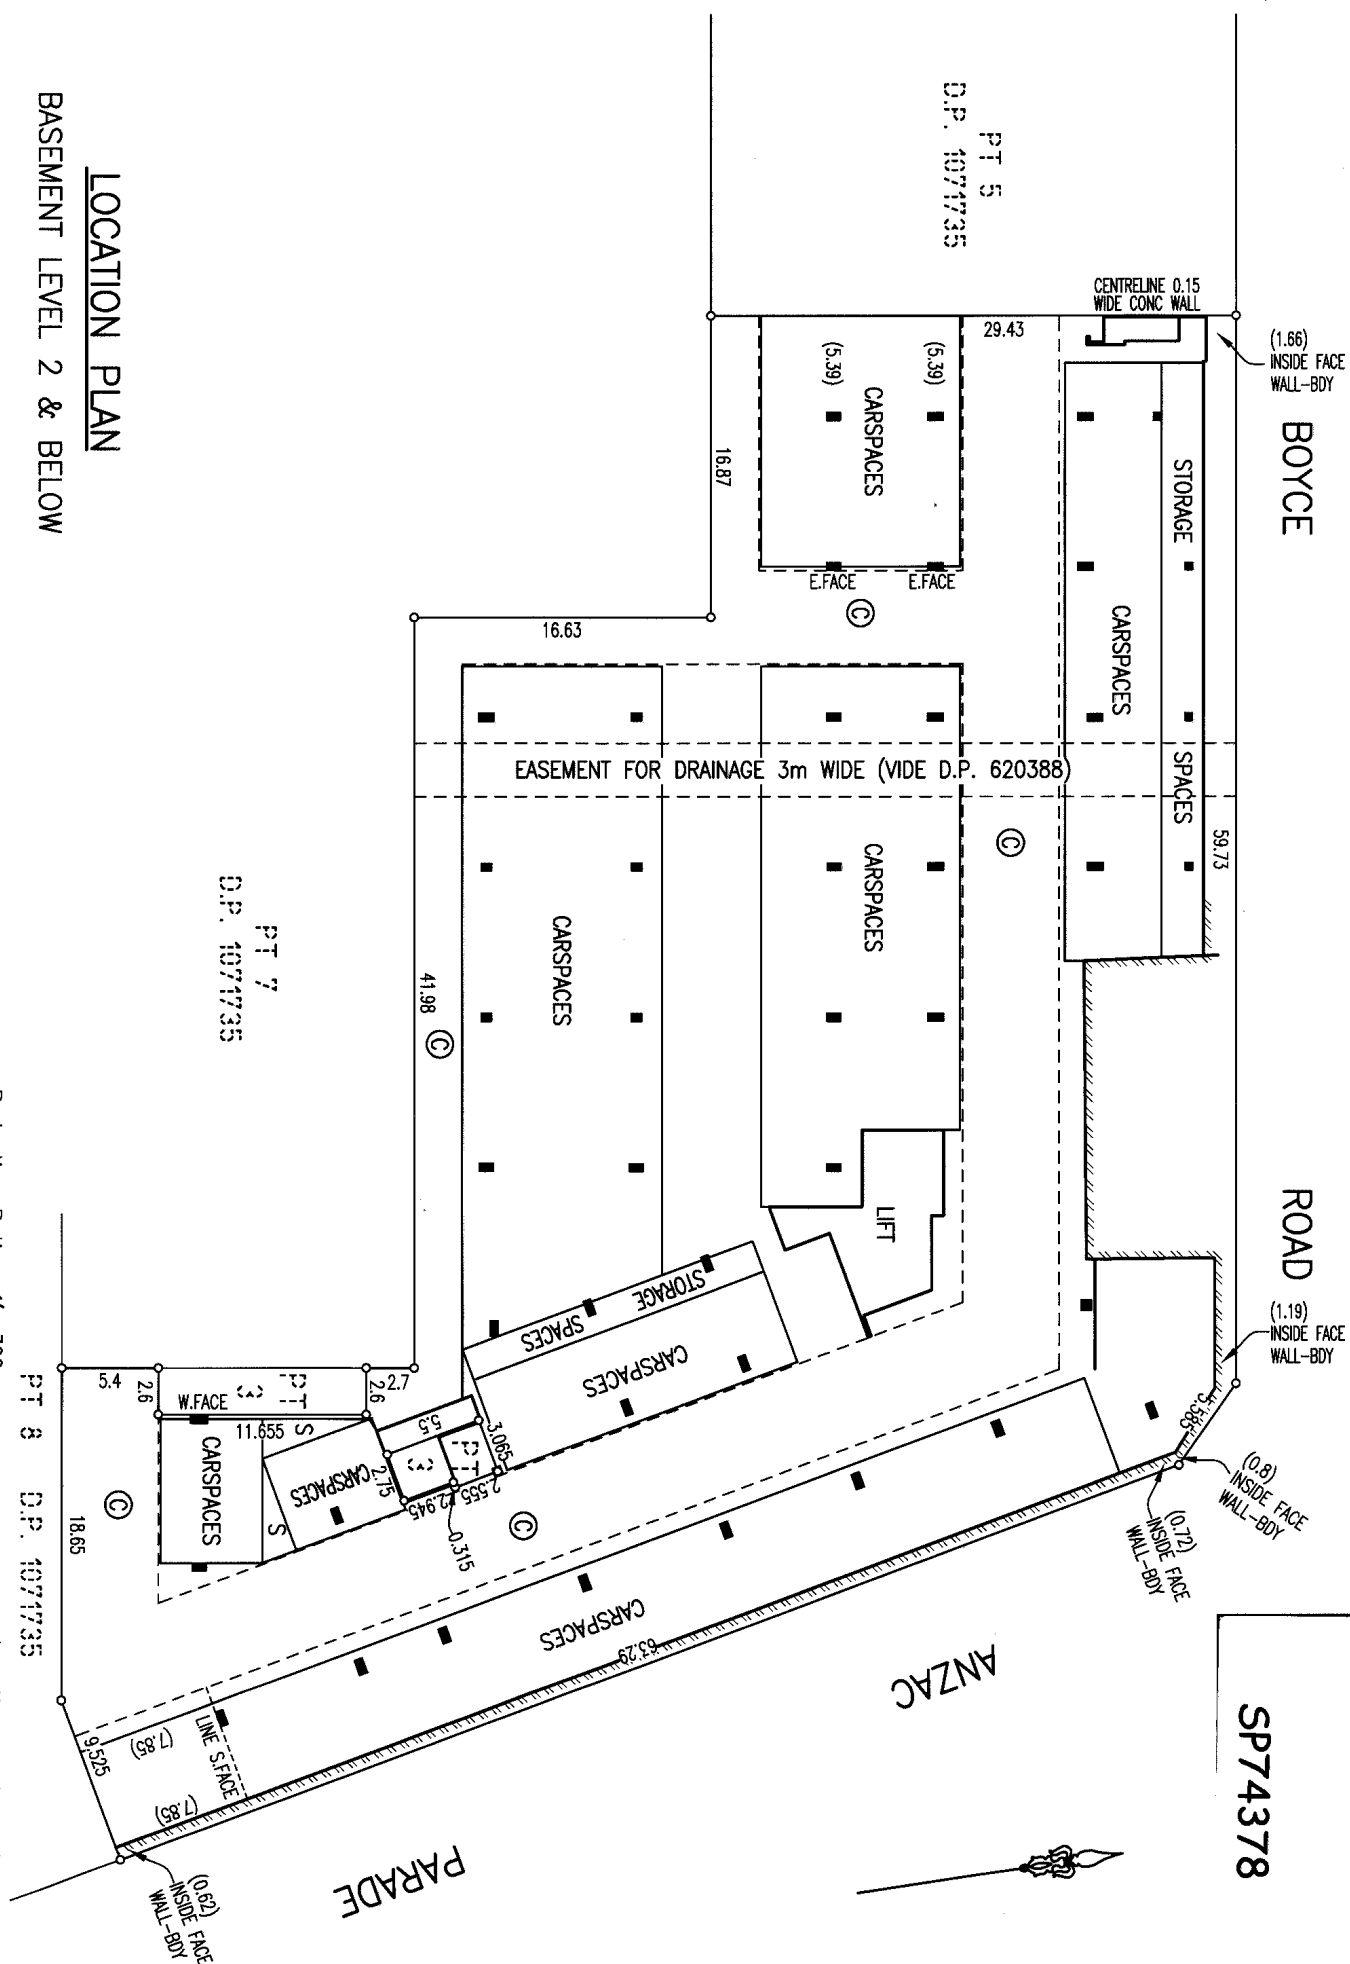 SP74378
BOYCE
ROAD
(1.66)
INSIDE FACE
WALL-BDY
CENTRELINE 0.15
WIDE CONC WALL
29.43
PT 5
D.P. 1071735
STORAGE
SPACES
59.73
CARSPACES
(5.39)
CARSPACES
(5.39)
E.FACE
E.FACE
16.87
16.63
C
EASEMENT FOR DRAINAGE 3m WIDE (VIDE D.P. 620388)
C
CARSPACES
CARSPACES
41.98
C
PT 7
D.P. 1071735
LIFT
STORAGE
SPACES
CARSPACES
(1.19)
INSIDE FACE
WALL-BDY
5.585
(0.8)
INSIDE FACE
WALL-BDY
(0.72)
INSIDE FACE
WALL-BDY
5.4
2.6
PT
3
2.6
2.7
W.FACE
11.655
S
CARSPACES
CARSPACES
S
5.5
3.065
PT
3
2.75
2.945
2.555
0.315
C
C
18.65
PT 8 D.P. 1071735
CARSPACES
63.29
ANZAC
PARADE
LINE S.FACE
(7.85)
(7.85)
9.525
(0.62)
INSIDE FACE
WALL-BDY
LOCATION PLAN
BASEMENT LEVEL 2 & BELOW